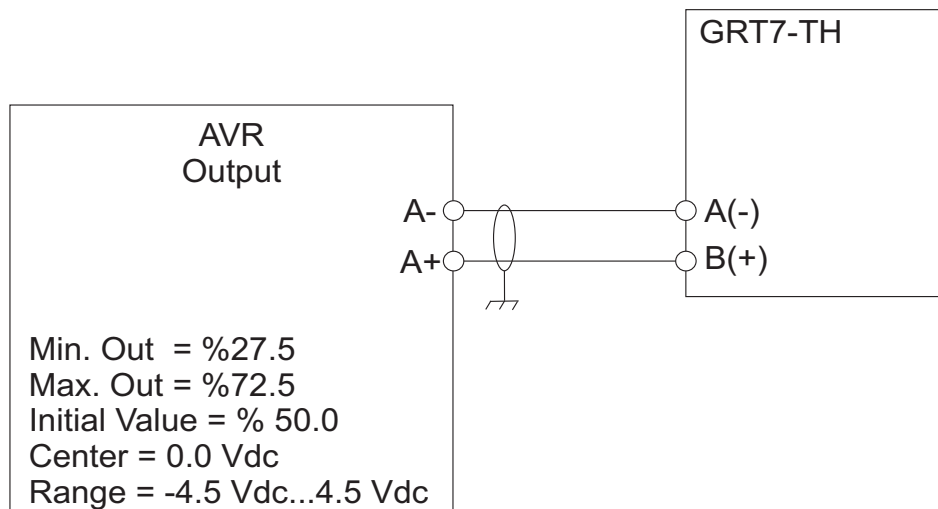 GRT7-TH
AVR
Output
A-
A(-)
A+
B(+)
Min. Out = %27.5
Max. Out = %72.5
Initial Value = % 50.0
Center = 0.0 Vdc
Range = -4.5 Vdc...4.5 Vdc